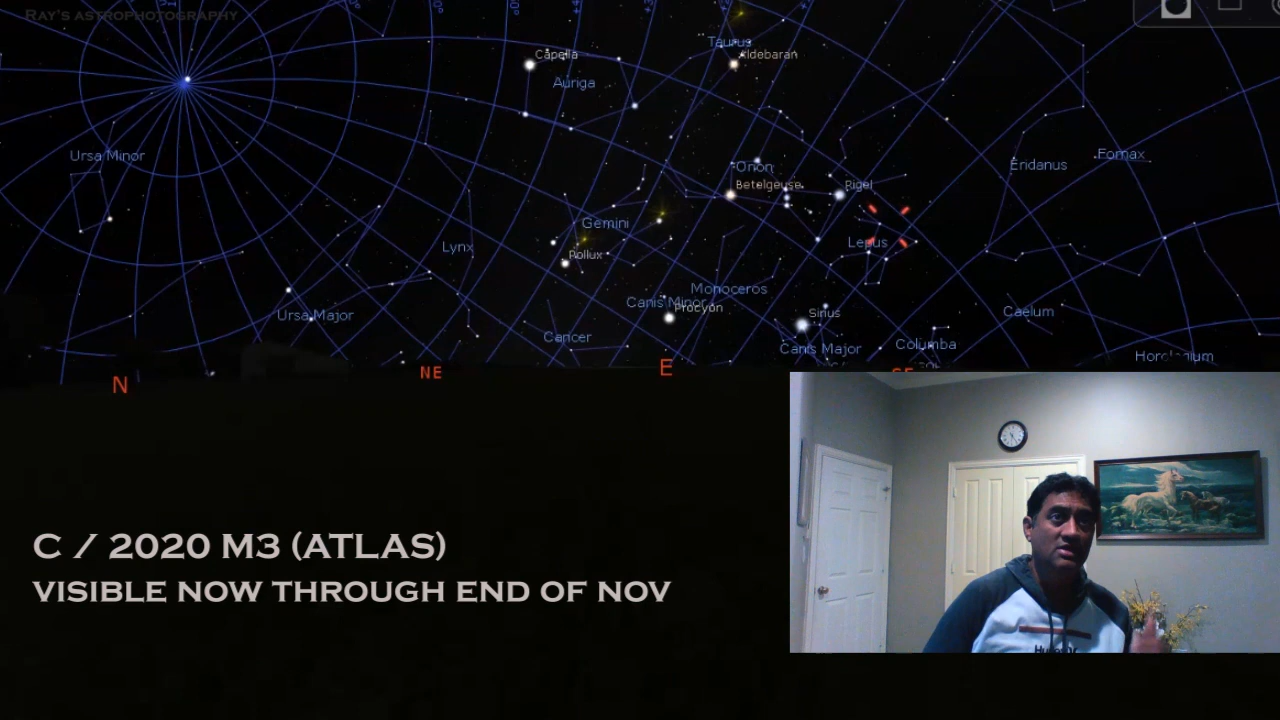 RAY'S ASTROPHOTOGRAPHY
Taurus
Capella
Aldebaran
Auriga
Ursa Minor
Orion
Eridanus
Fornax
Betelgeuse
Rigel
Gemini
Lynx
Lepus
Pollux
Monoceros
Canis Minor
Procyon
Ursa Major
Sirius
Caelum
Cancer
Canis Major
Columba
Horologium
N
NE
E
SE
C / 2020 M3 (ATLAS)
VISIBLE NOW THROUGH END OF NOV